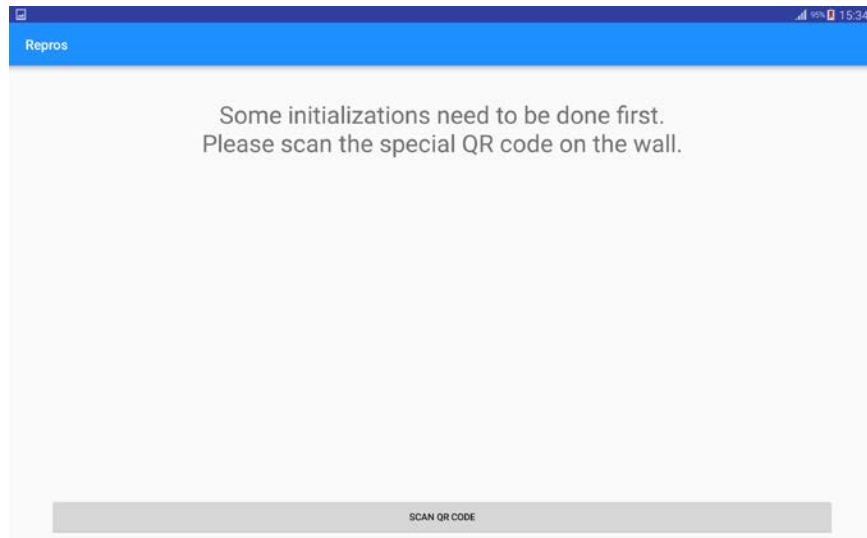 95% 15:34
Repros
Some initializations need to be done first.
Please scan the special QR code on the wall.
SCAN QR CODE